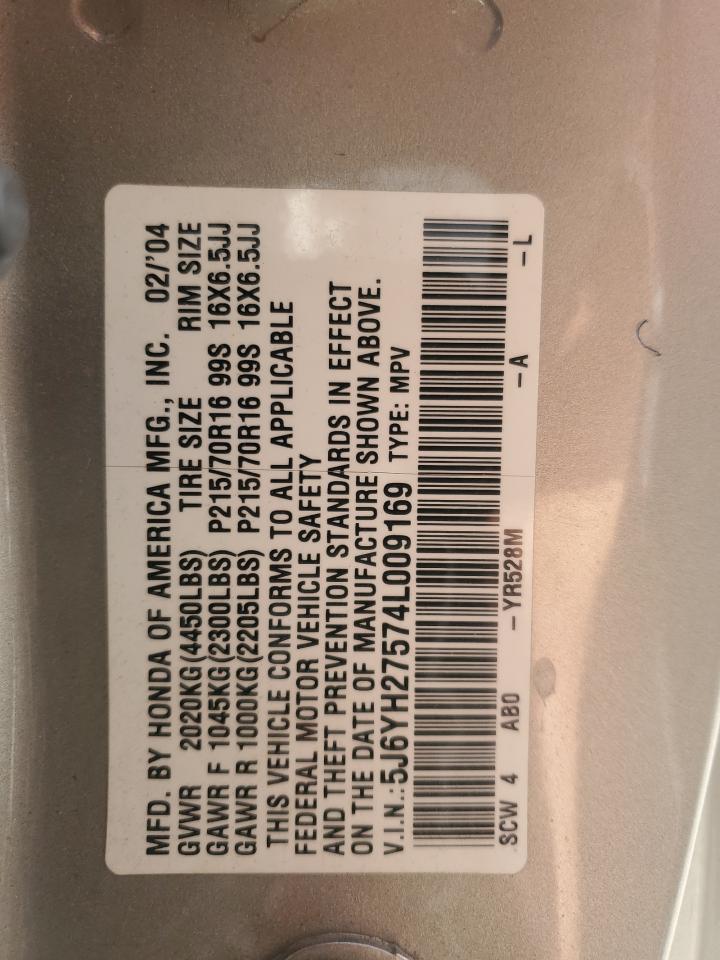 MFD. BY HONDA OF AMERICA MFG., INC. 02/'04
GVWR 2020KG(4450LBS) TIRE SIZE RIM SIZE
GAWR F 1045KG(2300LBS) P215/70R16 99S 16X6.5JJ
GAWR R 1000KG(2205LBS) P215/70R16 99S 16X6.5JJ
THIS VEHICLE CONFORMS TO ALL APPLICABLE
FEDERAL MOTOR VEHICLE SAFETY
AND THEFT PREVENTION STANDARDS IN EFFECT
ON THE DATE OF MANUFACTURE SHOWN ABOVE.
V.I.N.:5J6YH27574L009169 TYPE: MPV
SCW 4 AB0 -YR528M -A -L